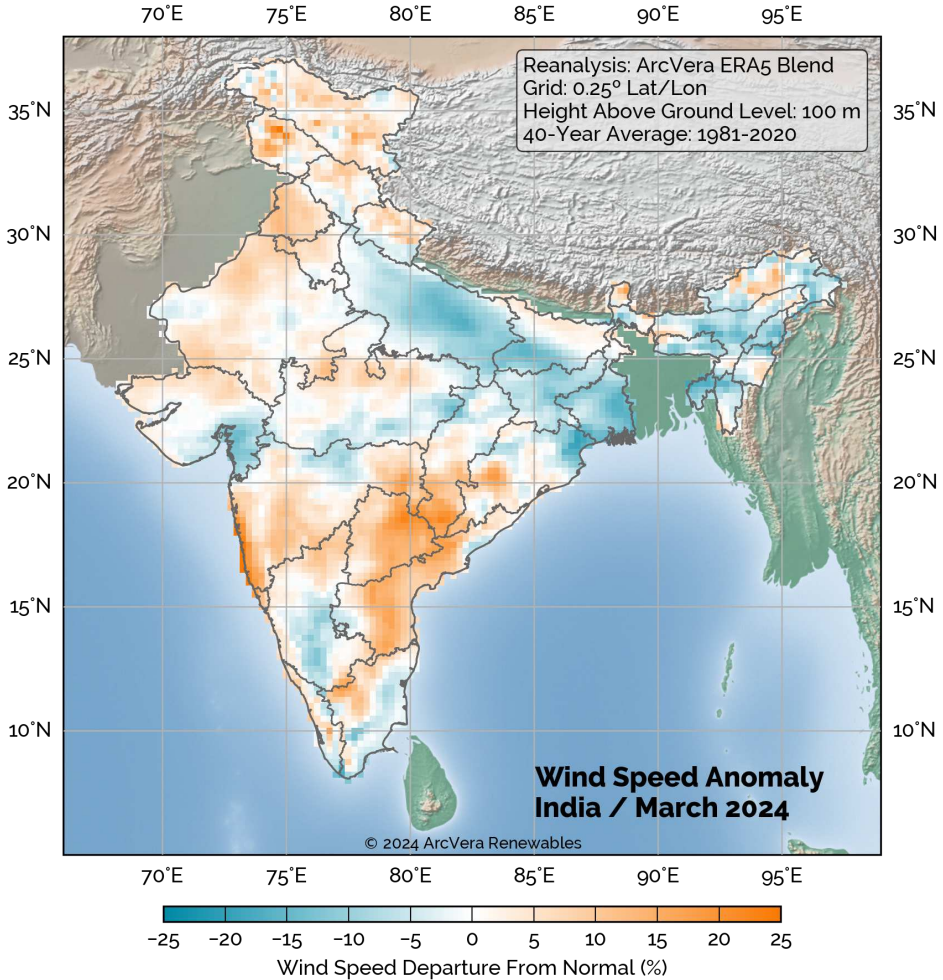 70°E 75°E 80°E 85°E 90°E 95°E
Reanalysis: ArcVera ERA5 Blend
Grid: 0.25º Lat/Lon
Height Above Ground Level: 100 m
40-Year Average: 1981-2020
35°N 35°N
30°N 30°N
25°N 25°N
20°N 20°N
15°N 15°N
10°N 10°N
Wind Speed Anomaly
India / March 2024
© 2024 ArcVera Renewables
70°E 75°E 80°E 85°E 90°E 95°E
−25 −20 −15 −10 −5 0 5 10 15 20 25
Wind Speed Departure From Normal (%)